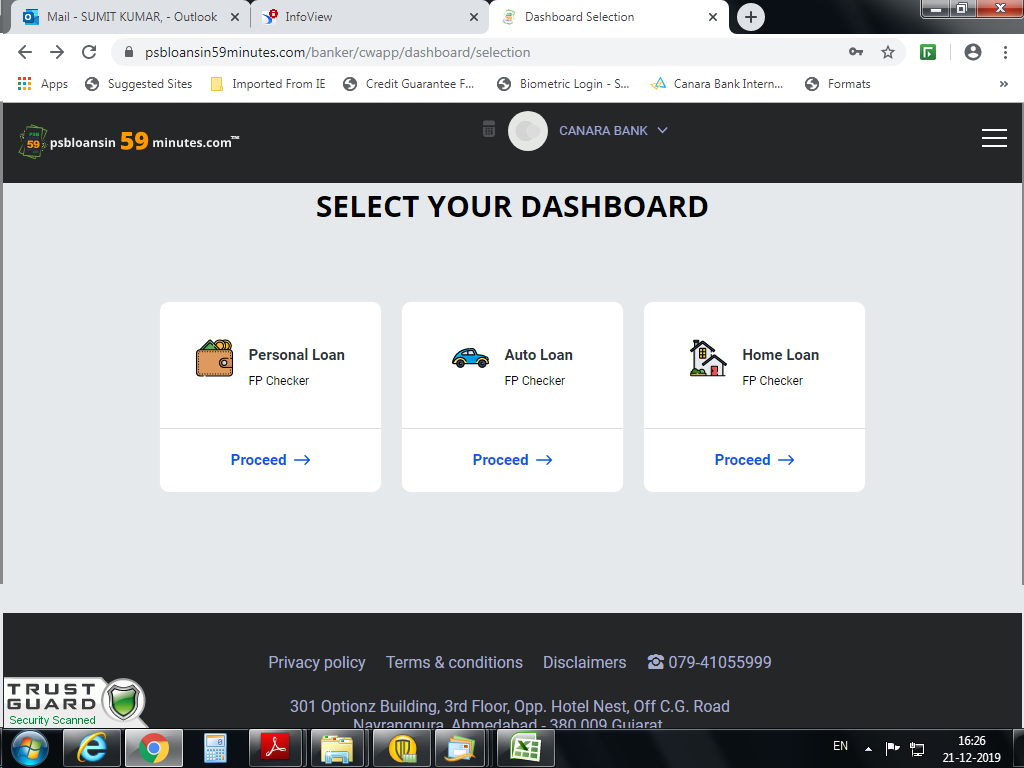 Mail - SUMIT KUMAR, - Outlook
InfoView
Dashboard Selection
psbloansin59minutes.com/banker/cwapp/dashboard/selection
Apps
Suggested Sites
Imported From IE
Credit Guarantee F...
Biometric Login - S...
Canara Bank Intern...
Formats
»
PSB
59
psbloansin 59 minutes.com™
CANARA BANK
SELECT YOUR DASHBOARD
Personal Loan
FP Checker
Proceed →
Auto Loan
FP Checker
Proceed →
Home Loan
FP Checker
Proceed →
Privacy policy
Terms & conditions
Disclaimers
079-41055999
301 Optionz Building, 3rd Floor, Opp. Hotel Nest, Off C.G. Road
Navrangpura, Ahmedabad - 380 009 Gujarat
TRUST
GUARD
Security Scanned
EN
16:26
21-12-2019